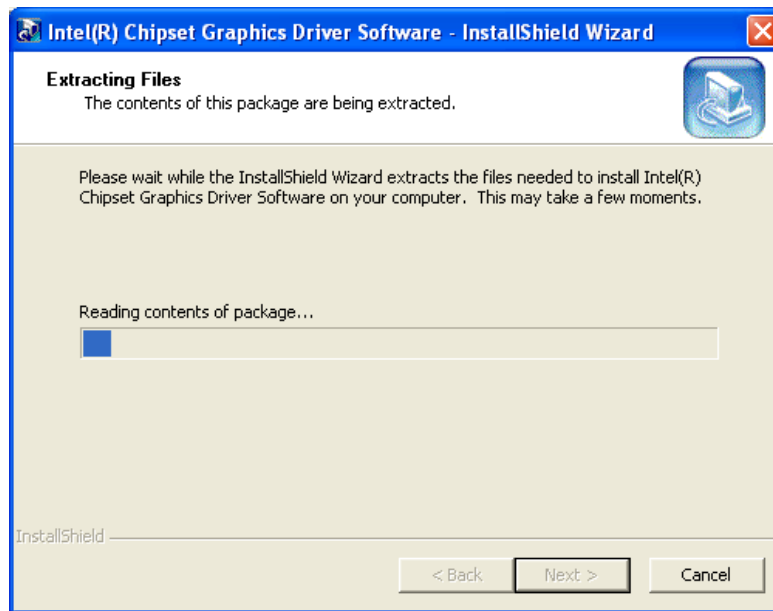 Intel(R) Chipset Graphics Driver Software - InstallShield Wizard
Extracting Files
The contents of this package are being extracted.
Please wait while the InstallShield Wizard extracts the files needed to install Intel(R)
Chipset Graphics Driver Software on your computer.  This may take a few moments.
Reading contents of package...
InstallShield
< Back
Next >
Cancel